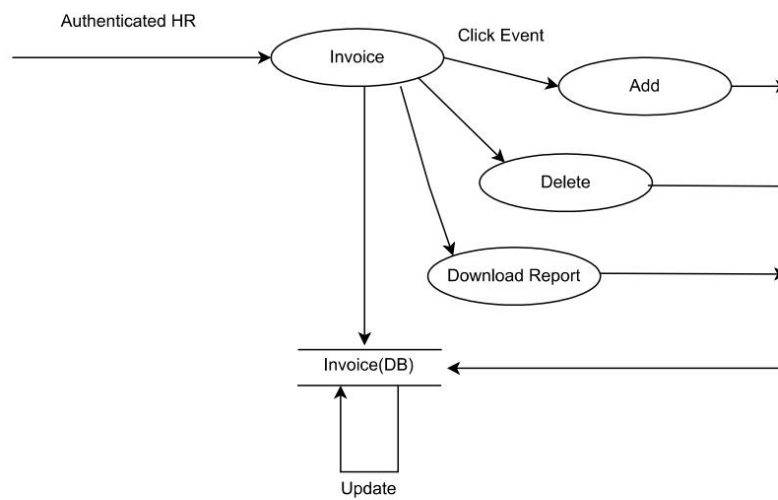 Authenticated HR
Click Event
Invoice
Add
Delete
Download Report
Invoice(DB)
Update